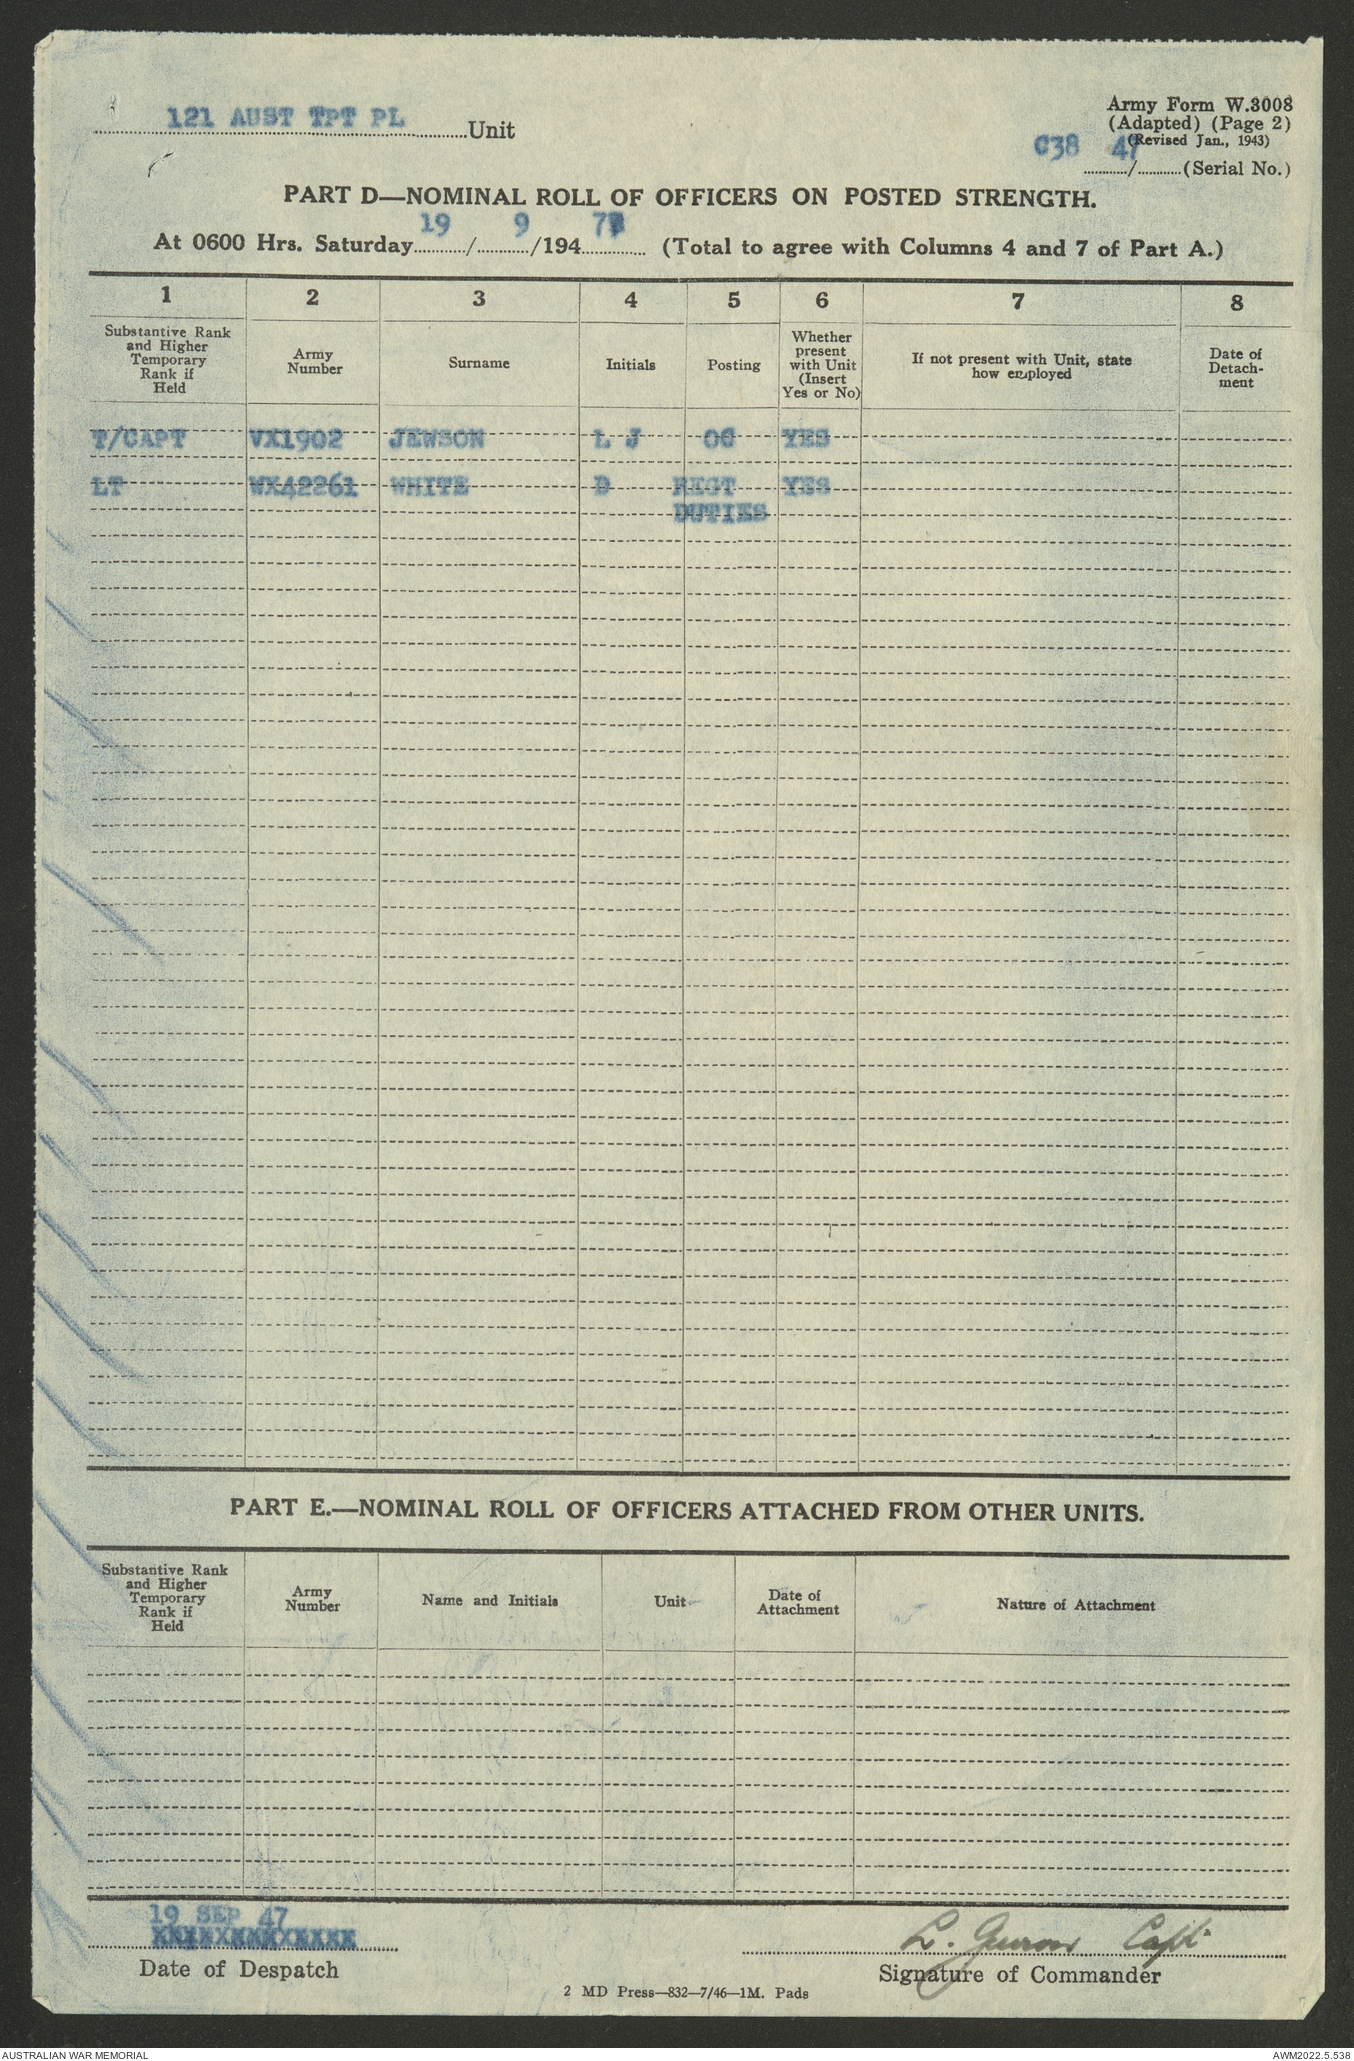 121 AUST TPT PL Unit
Army Form W.3008
(Adapted) (Page 2)
(Revised Jan., 1943)
C38 / 47 (Serial No.)
PART D—NOMINAL ROLL OF OFFICERS ON POSTED STRENGTH.
At 0600 Hrs. Saturday 19 / 9 /194 7 (Total to agree with Columns 4 and 7 of Part A.)
1 2 3 4 5 6 7 8
Substantive Rank and Higher Temporary Rank if Held
Army Number
Surname
Initials
Posting
Whether present with Unit (Insert Yes or No)
If not present with Unit, state how employed
Date of Detach-ment
T/CAPT VX1902 JEWSON L J OC YES
LT WX42261 WHITE D REGT YES
DUTIES
PART E.—NOMINAL ROLL OF OFFICERS ATTACHED FROM OTHER UNITS.
Substantive Rank and Higher Temporary Rank if Held
Army Number
Name and Initials
Unit
Date of Attachment
Nature of Attachment
19 SEP 47
Date of Despatch
L. Capt.
Signature of Commander
2 MD Press—832—7/46—1M. Pads
AUSTRALIAN WAR MEMORIAL
AWM2022.5.538